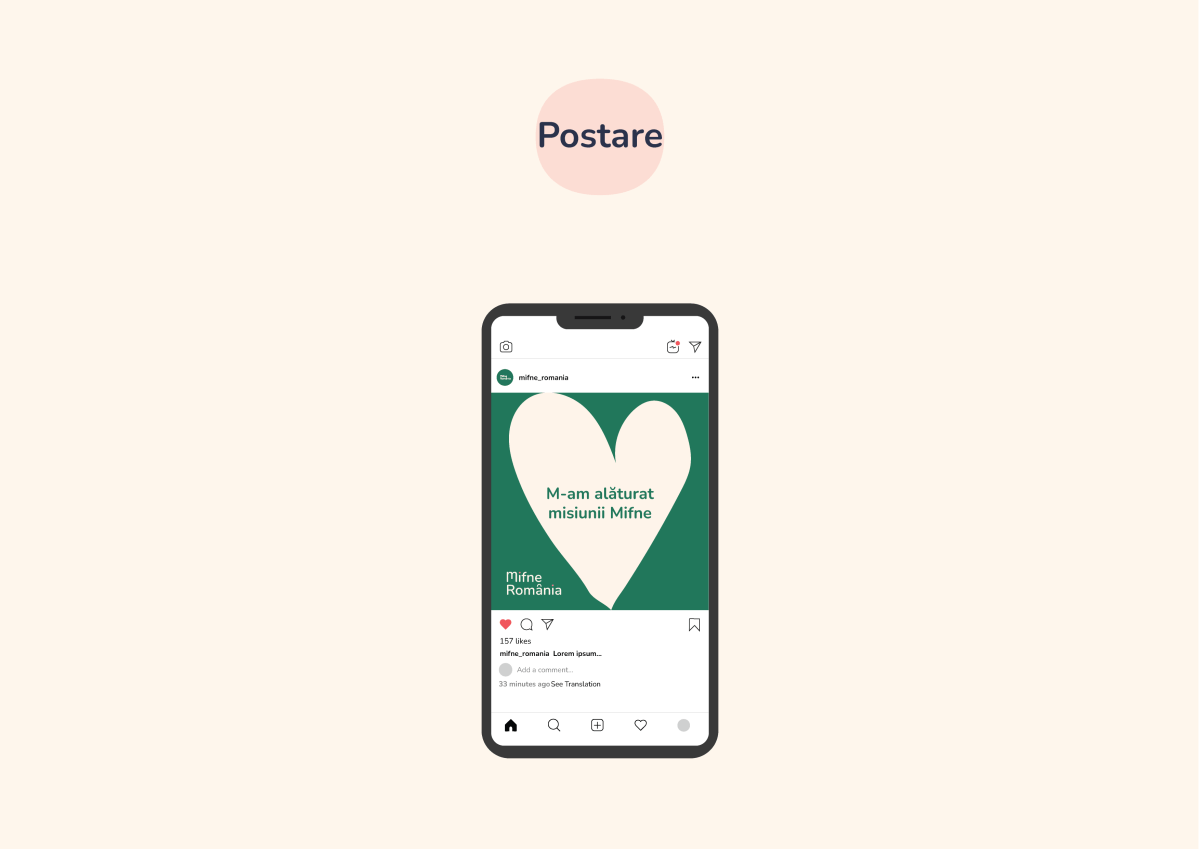 Postare
mifne_romania
M-am alăturat
misiunii Mifne
Mifne
România
157 likes
mifne_romania Lorem ipsum...
Add a comment...
33 minutes ago See Translation